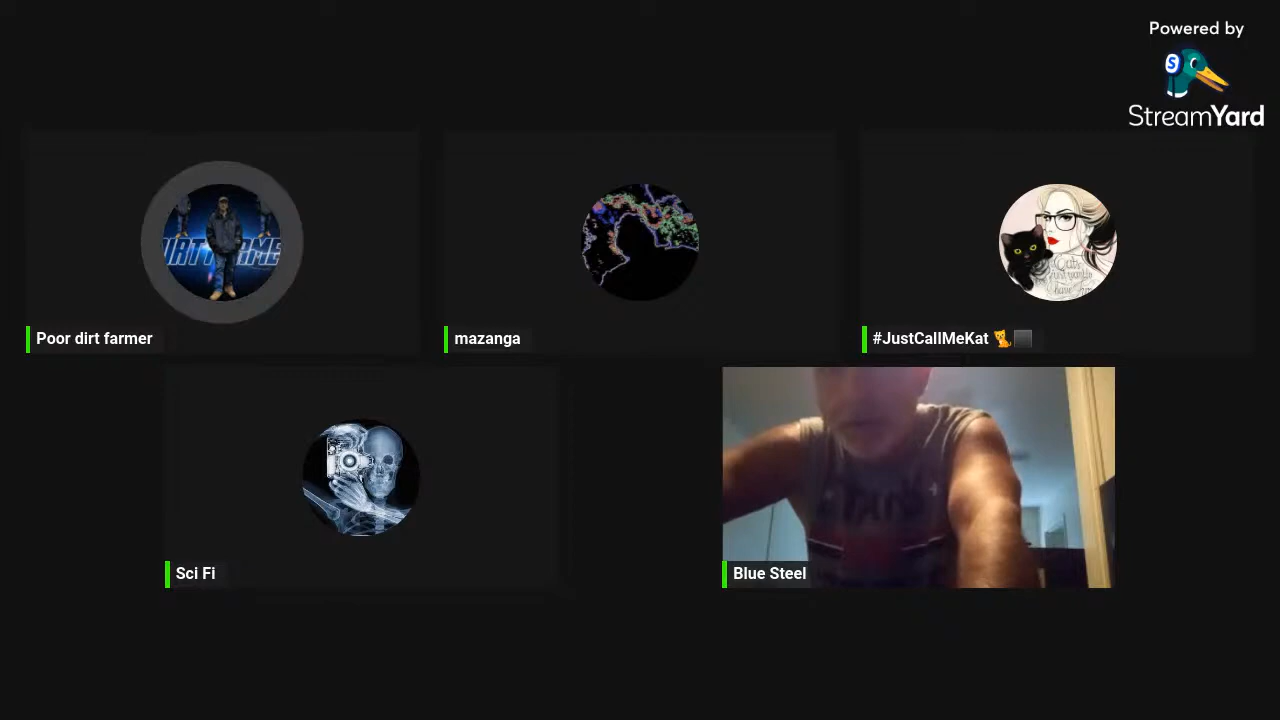 Powered by
S
StreamYard
Poor dirt farmer
mazanga
#JustCallMeKat 🐈⬛
Sci Fi
Blue Steel